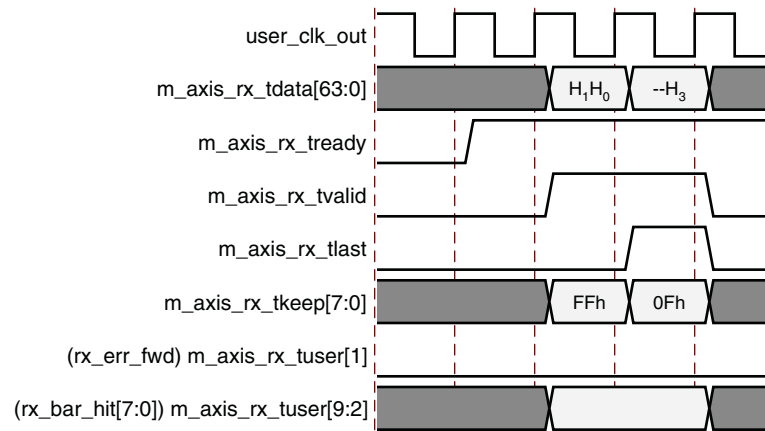 user_clk_out
m_axis_rx_tdata[63:0] H₁H₀ --H₃
m_axis_rx_tready
m_axis_rx_tvalid
m_axis_rx_tlast
m_axis_rx_tkeep[7:0] FFh 0Fh
(rx_err_fwd) m_axis_rx_tuser[1]
(rx_bar_hit[7:0]) m_axis_rx_tuser[9:2]